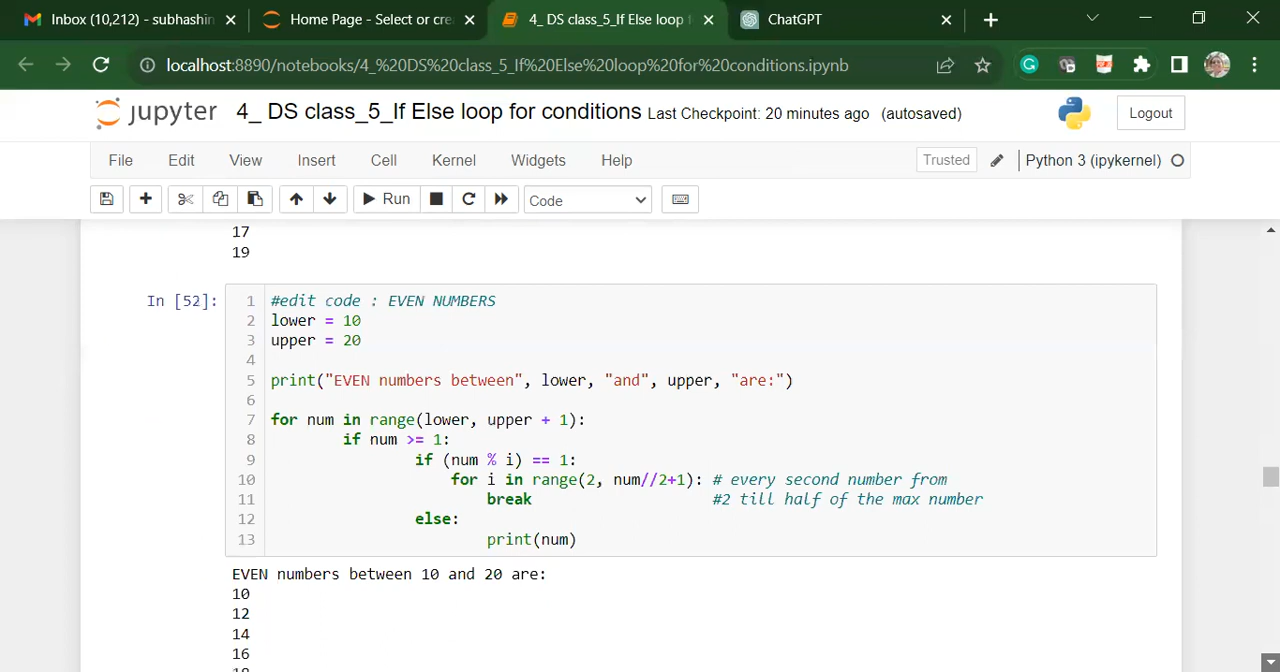 Inbox (10,212) - subhashin
Home Page - Select or cre
4_ DS class_5_If Else loop f
ChatGPT
localhost:8890/notebooks/4_%20DS%20class_5_If%20Else%20loop%20for%20conditions.ipynb
jupyter 4_ DS class_5_If Else loop for conditions Last Checkpoint: 20 minutes ago (autosaved)
Logout
File Edit View Insert Cell Kernel Widgets Help
Trusted Python 3 (ipykernel)
Run Code
17
19
In [52]:
1 #edit code : EVEN NUMBERS
2 lower = 10
3 upper = 20
4
5 print("EVEN numbers between", lower, "and", upper, "are:")
6
7 for num in range(lower, upper + 1):
8 if num >= 1:
9 if (num % i) == 1:
10 for i in range(2, num//2+1): # every second number from
11 break #2 till half of the max number
12 else:
13 print(num)
EVEN numbers between 10 and 20 are:
10
12
14
16
18